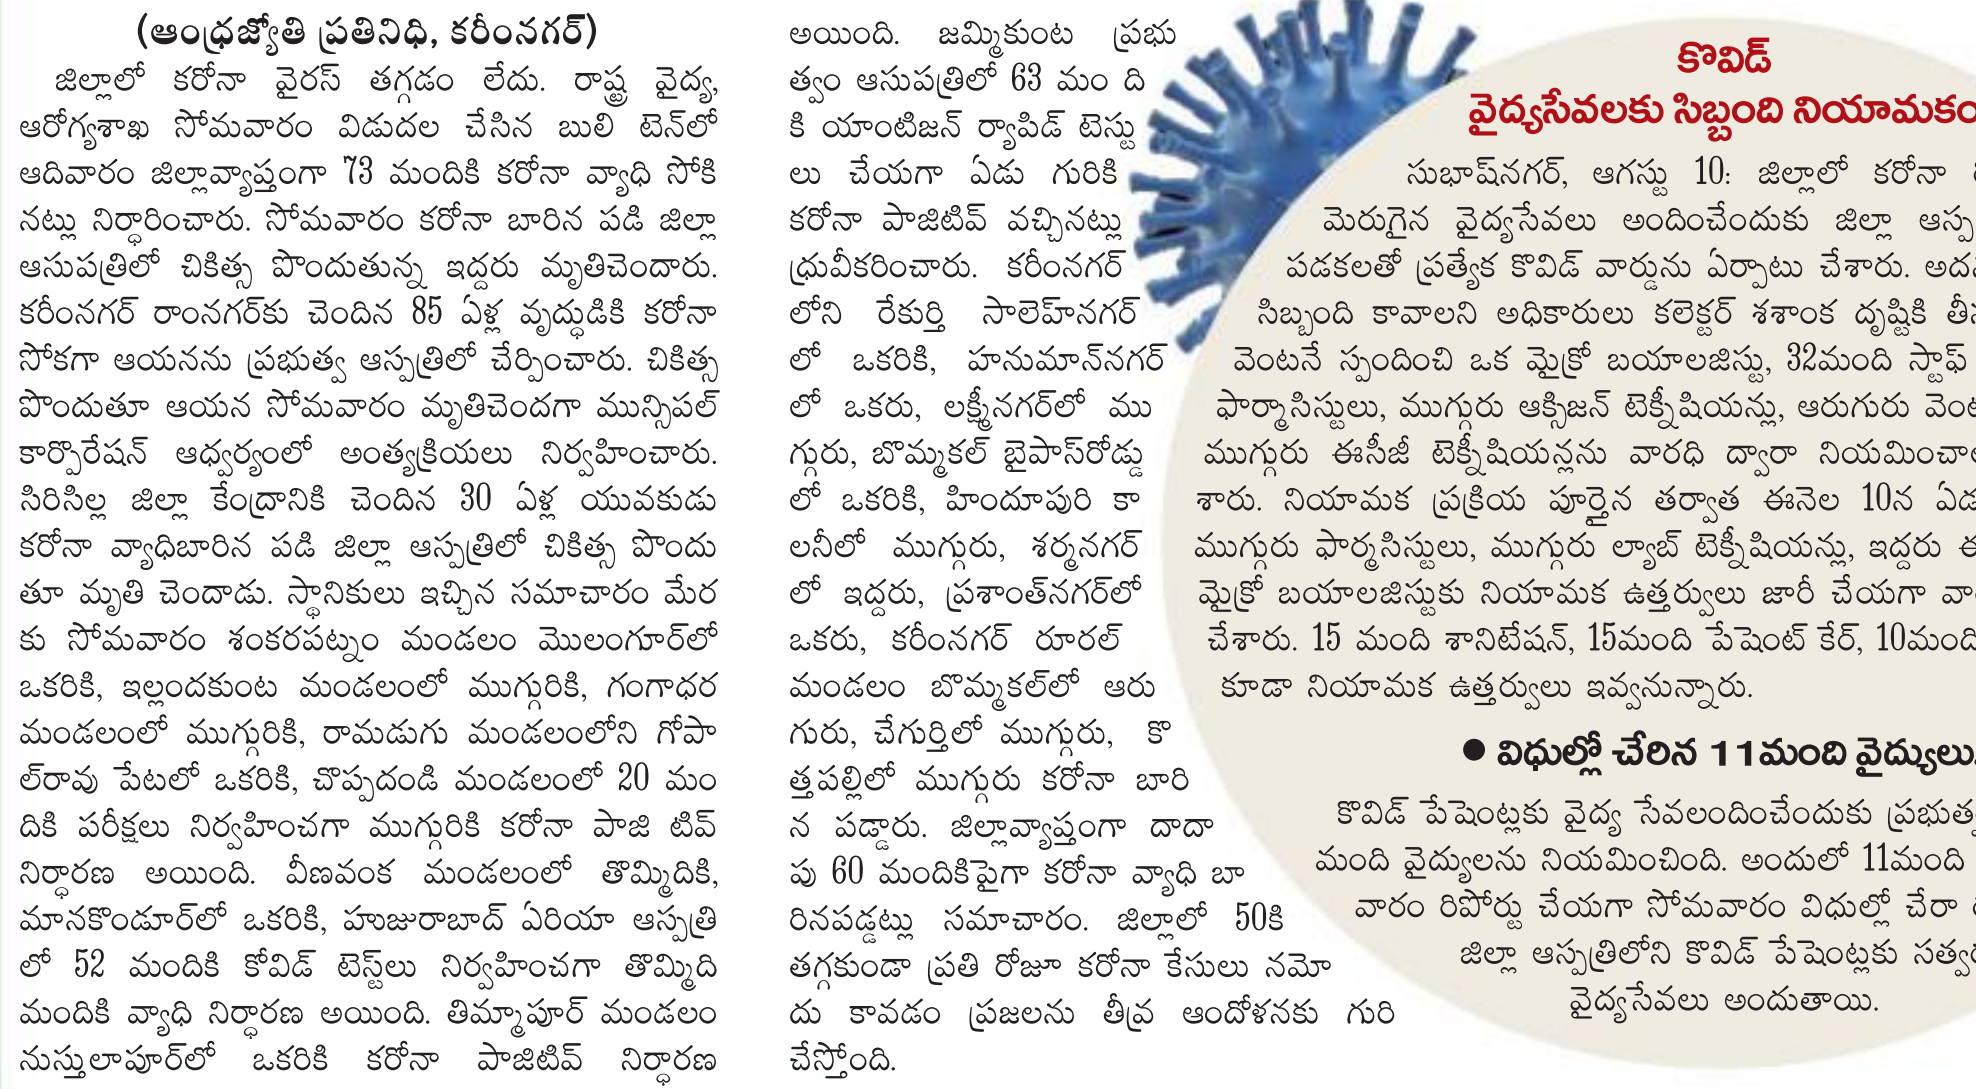 (ఆంధ్రజ్యోతి ప్రతినిధి, కరీంనగర్)
జిల్లాలో కరోనా వైరస్ తగ్గడం లేదు. రాష్ట్ర వైద్య,
ఆరోగ్యశాఖ సోమవారం విడుదల చేసిన బులి టెన్‌లో
ఆదివారం జిల్లావ్యాప్తంగా 73 మందికి కరోనా వ్యాధి సోకి
నట్లు నిర్ధారించారు. సోమవారం కరోనా బారిన పడి జిల్లా
ఆసుపత్రిలో చికిత్స పొందుతున్న ఇద్దరు మృతిచెందారు.
కరీంనగర్ రాంనగర్‌కు చెందిన 85 ఏళ్ల వృద్ధుడికి కరోనా
సోకగా ఆయనను ప్రభుత్వ ఆస్పత్రిలో చేర్పించారు. చికిత్స
పొందుతూ ఆయన సోమవారం మృతిచెందగా మున్సిపల్
కార్పొరేషన్ ఆధ్వర్యంలో అంత్యక్రియలు నిర్వహించారు.
సిరిసిల్ల జిల్లా కేంద్రానికి చెందిన 30 ఏళ్ల యువకుడు
కరోనా వ్యాధిబారిన పడి జిల్లా ఆస్పత్రిలో చికిత్స పొందు
తూ మృతి చెందాడు. స్థానికులు ఇచ్చిన సమాచారం మేర
కు సోమవారం శంకరపట్నం మండలం మొలంగూర్‌లో
ఒకరికి, ఇల్లందకుంట మండలంలో ముగ్గురికి, గంగాధర
మండలంలో ముగ్గురికి, రామడుగు మండలంలోని గోపా
ల్‌రావు పేటలో ఒకరికి, చొప్పదండి మండలంలో 20 మం
దికి పరీక్షలు నిర్వహించగా ముగ్గురికి కరోనా పాజి టివ్
నిర్ధారణ అయింది. వీణవంక మండలంలో తొమ్మిదికి,
మానకొండూర్‌లో ఒకరికి, హుజురాబాద్ ఏరియా ఆస్పత్రి
లో 52 మందికి కోవిడ్ టెస్ట్‌లు నిర్వహించగా తొమ్మిది
మందికి వ్యాధి నిర్ధారణ అయింది. తిమ్మాపూర్ మండలం
నుస్తులాపూర్‌లో ఒకరికి కరోనా పాజిటివ్ నిర్ధారణ
అయింది. జమ్మికుంట ప్రభు
త్వం ఆసుపత్రిలో 63 మం ది
కి యాంటిజన్ ర్యాపిడ్ టెస్టు
లు చేయగా ఏడు గురికి
కరోనా పాజిటివ్ వచ్చినట్లు
ధ్రువీకరించారు. కరీంనగర్
లోని రేకుర్తి సాలెహ్‌నగర్
లో ఒకరికి, హనుమాన్‌నగర్
లో ఒకరు, లక్ష్మీనగర్‌లో ము
గ్గురు, బొమ్మకల్ బైపాస్‌రోడ్డు
లో ఒకరికి, హిందూపురి కా
లనీలో ముగ్గురు, శర్మనగర్
లో ఇద్దరు, ప్రశాంత్‌నగర్‌లో
ఒకరు, కరీంనగర్ రూరల్
మండలం బొమ్మకల్‌లో ఆరు
గురు, చేగుర్తిలో ముగ్గురు, కొ
త్తపల్లిలో ముగ్గురు కరోనా బారి
న పడ్డారు. జిల్లావ్యాప్తంగా దాదా
పు 60 మందికిపైగా కరోనా వ్యాధి బా
రినపడ్డట్లు సమాచారం. జిల్లాలో 50కి
తగ్గకుండా ప్రతి రోజూ కరోనా కేసులు నమో
దు కావడం ప్రజలను తీవ్ర ఆందోళనకు గురి
చేస్తోంది.
కొవిడ్
వైద్యసేవలకు సిబ్బంది నియామకం
సుభాష్‌నగర్, ఆగస్టు 10: జిల్లాలో కరోనా
మెరుగైన వైద్యసేవలు అందించేందుకు జిల్లా
పడకలతో ప్రత్యేక కొవిడ్ వార్డును ఏర్పాటు చేశారు.
సిబ్బంది కావాలని అధికారులు కలెక్టర్ శశాంక దృష్టికి
వెంటనే స్పందించి ఒక మైక్రో బయాలజిస్టు, 32మంది స్టాఫ్
ఫార్మాసిస్టులు, ముగ్గురు ఆక్సిజన్ టెక్నీషియన్లు, ఆరుగురు
ముగ్గురు ఈసీజీ టెక్నీషియన్లను వారధి ద్వారా
శారు. నియామక ప్రక్రియ పూర్తైన తర్వాత ఈనెల 10న
ముగ్గురు ఫార్మసిస్టులు, ముగ్గురు ల్యాబ్ టెక్నీషియన్లు, ఇద్దరు
మైక్రో బయాలజిస్టుకు నియామక ఉత్తర్వులు జారీ చేయగా
చేశారు. 15 మంది శానిటేషన్, 15మంది పేషెంట్ కేర్, 10మంది
కూడా నియామక ఉత్తర్వులు ఇవ్వనున్నారు.
● విధుల్లో చేరిన 11మంది వైద్యులు
కొవిడ్ పేషెంట్లకు వైద్య సేవలందించేందుకు
మంది వైద్యులను నియమించింది. అందులో 11మంది
వారం రిపోర్టు చేయగా సోమవారం విధుల్లో చేరా
జిల్లా ఆస్పత్రిలోని కొవిడ్ పేషెంట్లకు
వైద్యసేవలు అందుతాయి.